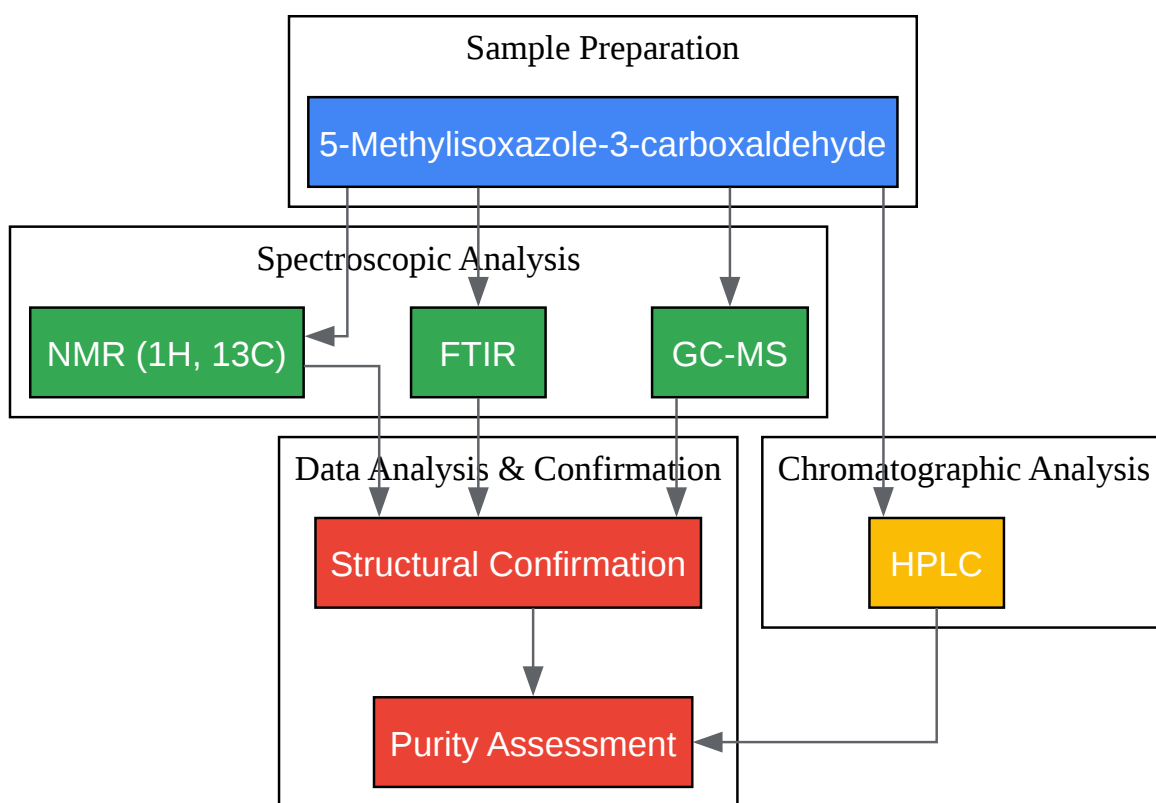 Sample Preparation
5-Methylisoxazole-3-carboxaldehyde
Spectroscopic Analysis
NMR (1H, 13C)
FTIR
GC-MS
Data Analysis & Confirmation
Chromatographic Analysis
Structural Confirmation
HPLC
Purity Assessment